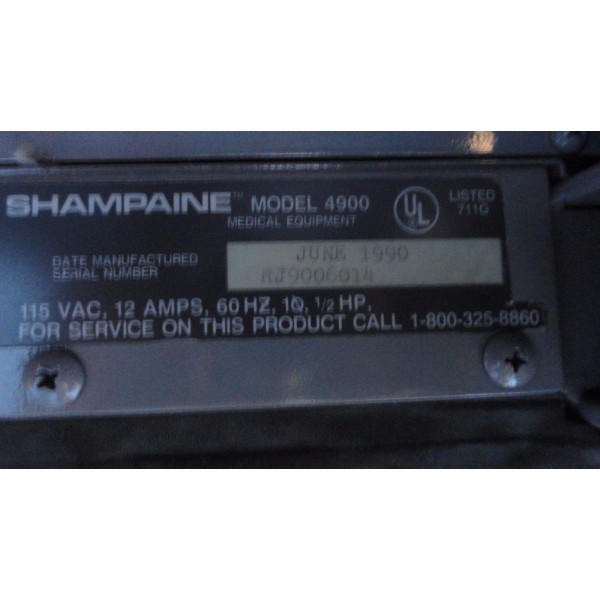 SHAMPAINE™ MODEL 4900
MEDICAL EQUIPMENT
UL
LISTED
711G
DATE MANUFACTURED JUNE 1990
SERIAL NUMBER RJ9006014
115 VAC, 12 AMPS, 60 HZ, 1Ø, 1/2 HP,
FOR SERVICE ON THIS PRODUCT CALL 1-800-325-8860